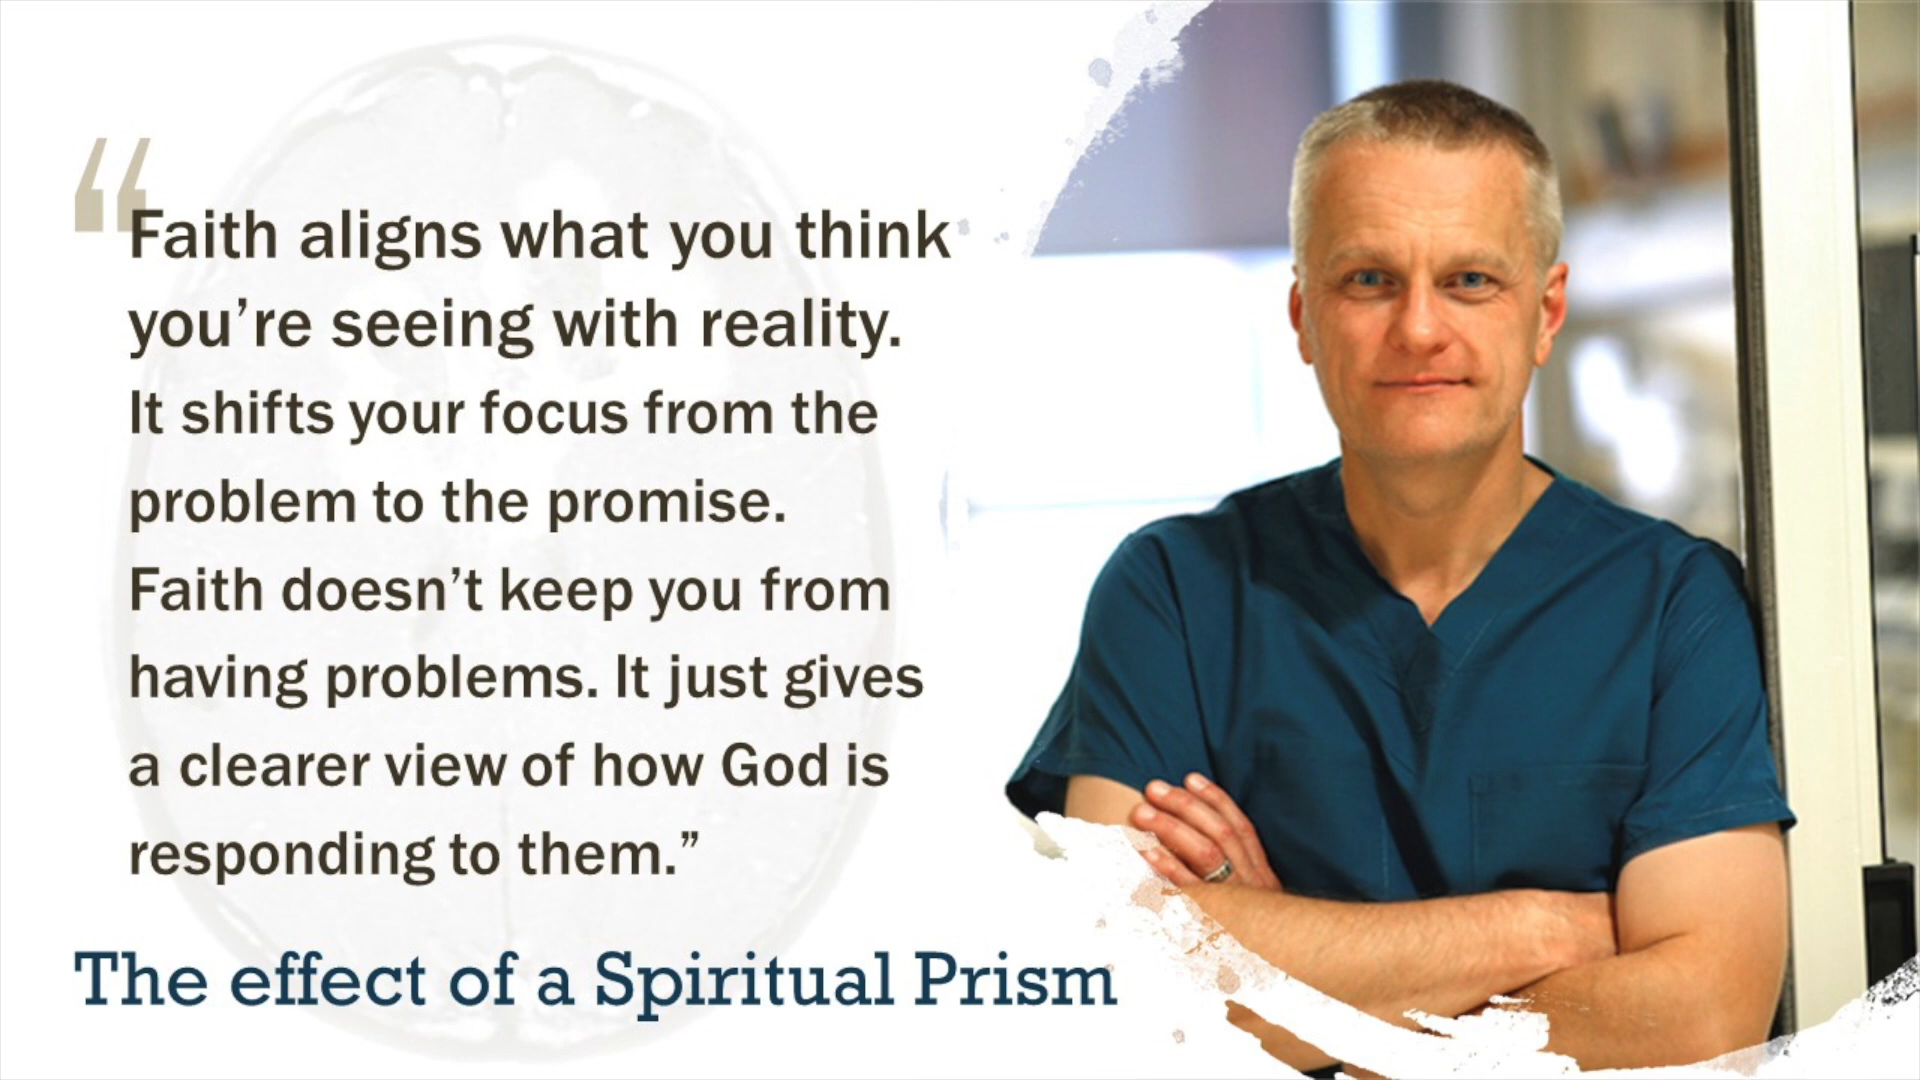 “Faith aligns what you think
you’re seeing with reality.
It shifts your focus from the
problem to the promise.
Faith doesn’t keep you from
having problems. It just gives
a clearer view of how God is
responding to them.”
The effect of a Spiritual Prism